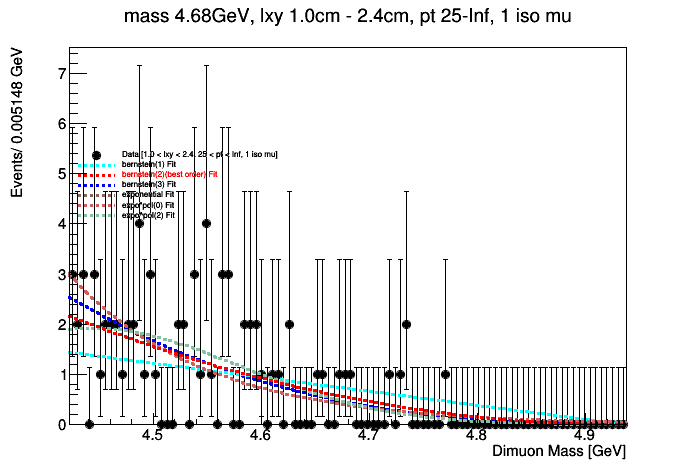 mass 4.68GeV, lxy 1.0cm - 2.4cm, pt 25-Inf, 1 iso mu
Events/ 0.005148 GeV
7
6
5
4
3
2
1
0
Data [1.0 < lxy < 2.4, 25 < pt < Inf, 1 iso mu]
bernstein(1) Fit
bernstein(2)(best order) Fit
bernstein(3) Fit
exponential Fit
expo*pol(0) Fit
expo*pol(2) Fit
4.5 4.6 4.7 4.8 4.9
Dimuon Mass [GeV]